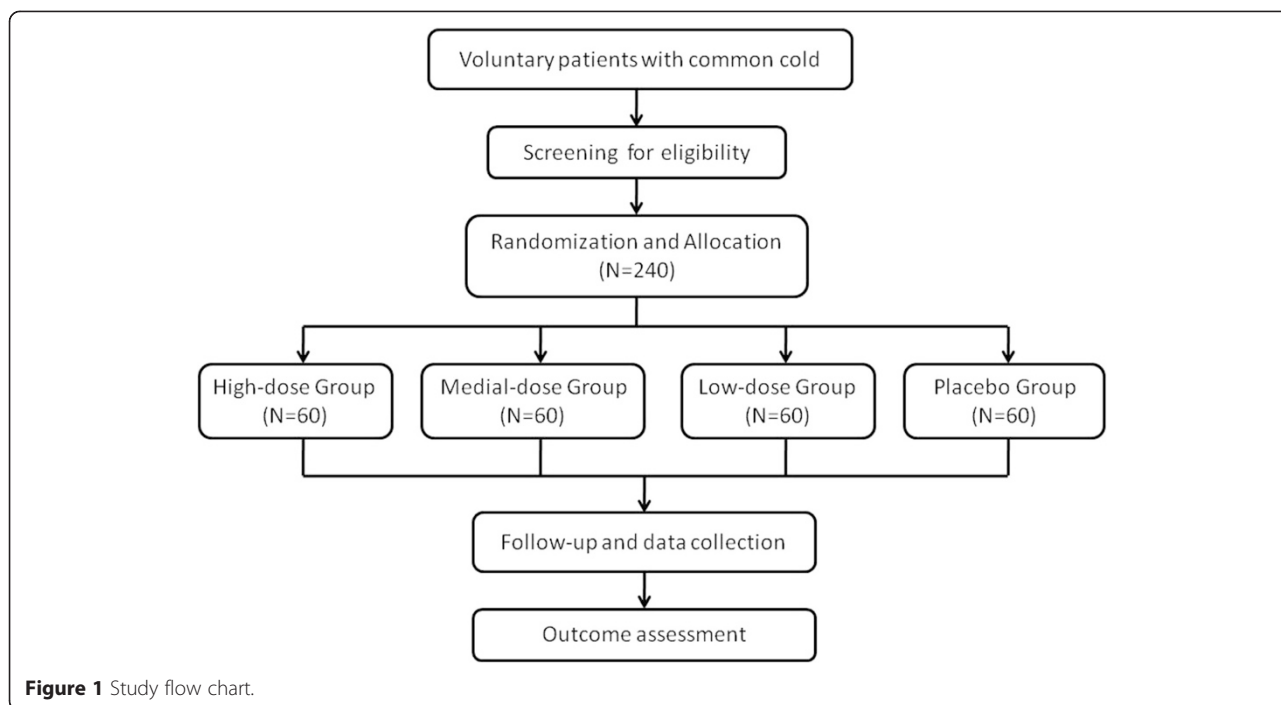 Voluntary patients with common cold
Screening for eligibility
Randomization and Allocation
(N=240)
High-dose Group
(N=60)
Medial-dose Group
(N=60)
Low-dose Group
(N=60)
Placebo Group
(N=60)
Follow-up and data collection
Outcome assessment
Figure 1 Study flow chart.